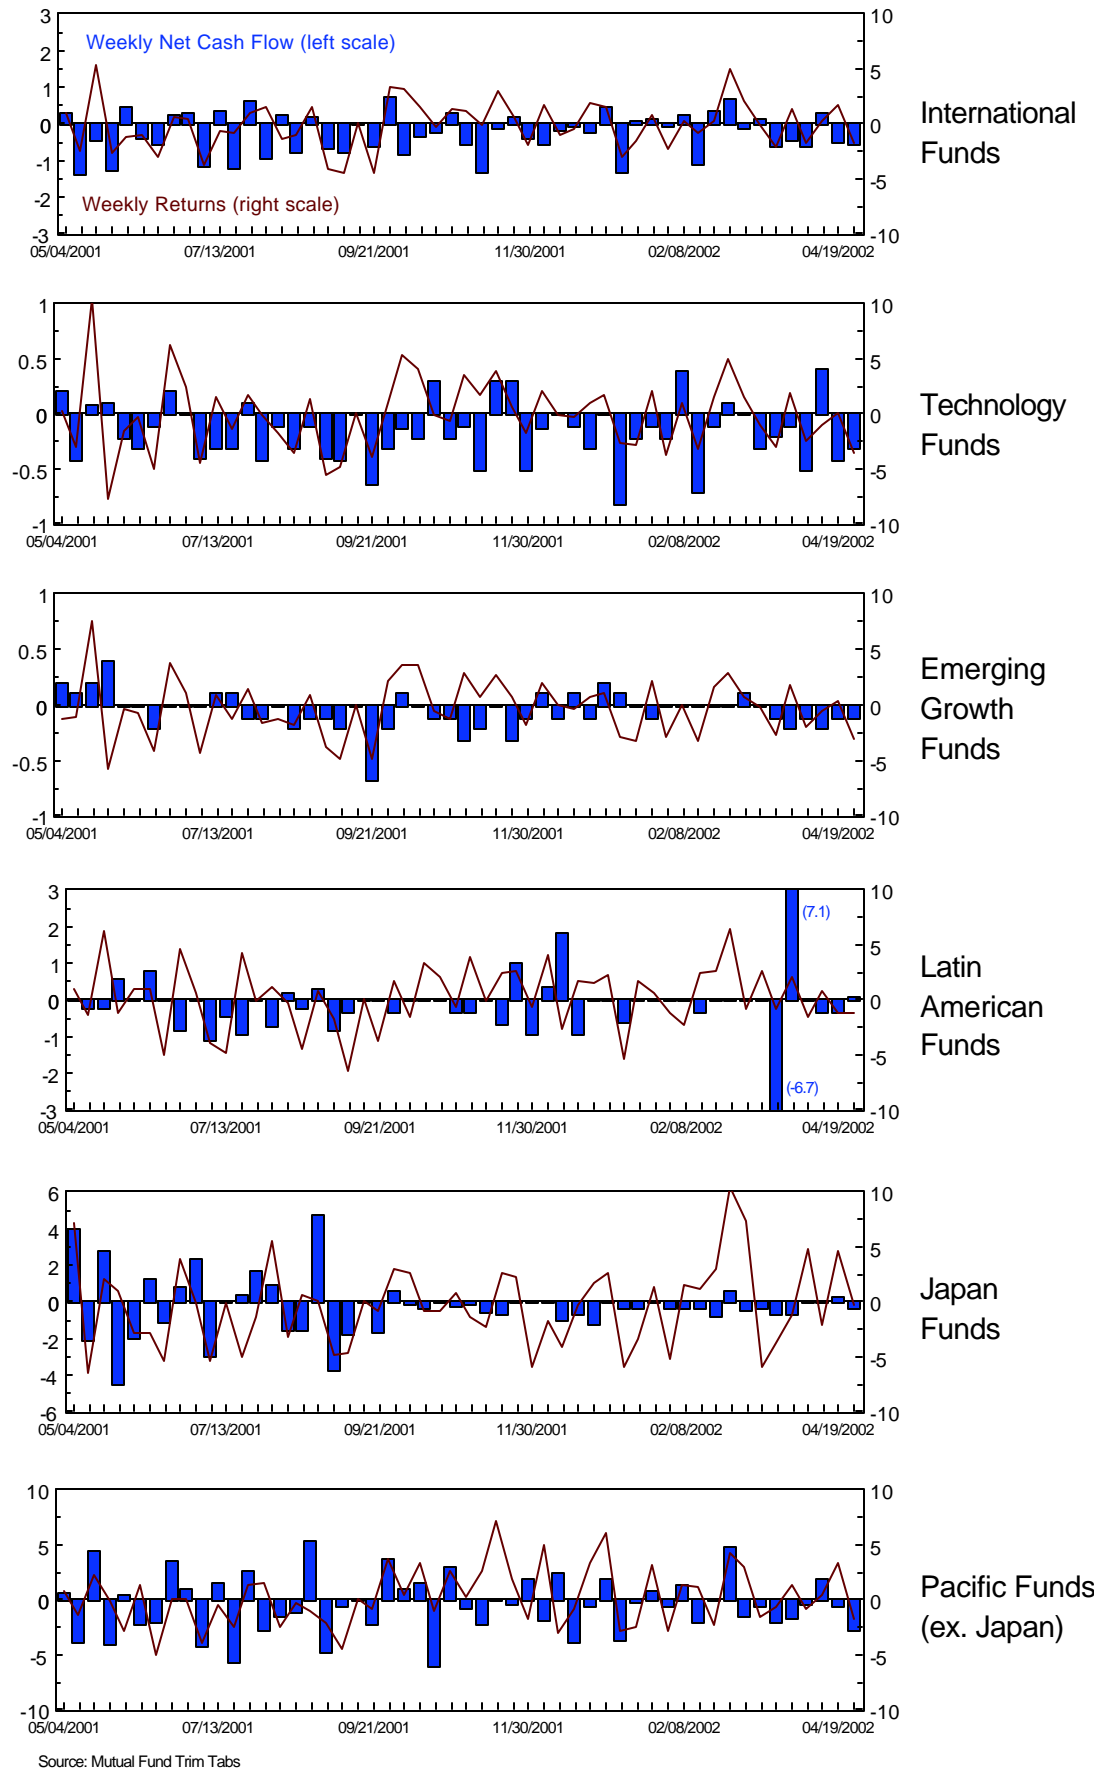 3
10
2
Weekly Net Cash Flow (left scale)
5
1
0
0
International
Funds
-1
-5
-2
Weekly Returns (right scale)
-3
-10
05/04/2001 07/13/2001 09/21/2001 11/30/2001 02/08/2002 04/19/2002
1
10
0.5
5
0
0
Technology
Funds
-0.5
-5
-1
-10
05/04/2001 07/13/2001 09/21/2001 11/30/2001 02/08/2002 04/19/2002
1
10
0.5
5
0
0
Emerging
Growth
Funds
-0.5
-5
-1
-10
05/04/2001 07/13/2001 09/21/2001 11/30/2001 02/08/2002 04/19/2002
3
10
(7.1)
2
5
1
0
0
Latin
American
Funds
-1
-5
-2
(-6.7)
-3
-10
05/04/2001 07/13/2001 09/21/2001 11/30/2001 02/08/2002 04/19/2002
6
10
4
5
2
0
0
Japan
Funds
-2
-5
-4
-6
-10
05/04/2001 07/13/2001 09/21/2001 11/30/2001 02/08/2002 04/19/2002
10
10
5
5
0
0
Pacific Funds
(ex. Japan)
-5
-5
-10
-10
05/04/2001 07/13/2001 09/21/2001 11/30/2001 02/08/2002 04/19/2002
Source: Mutual Fund Trim Tabs